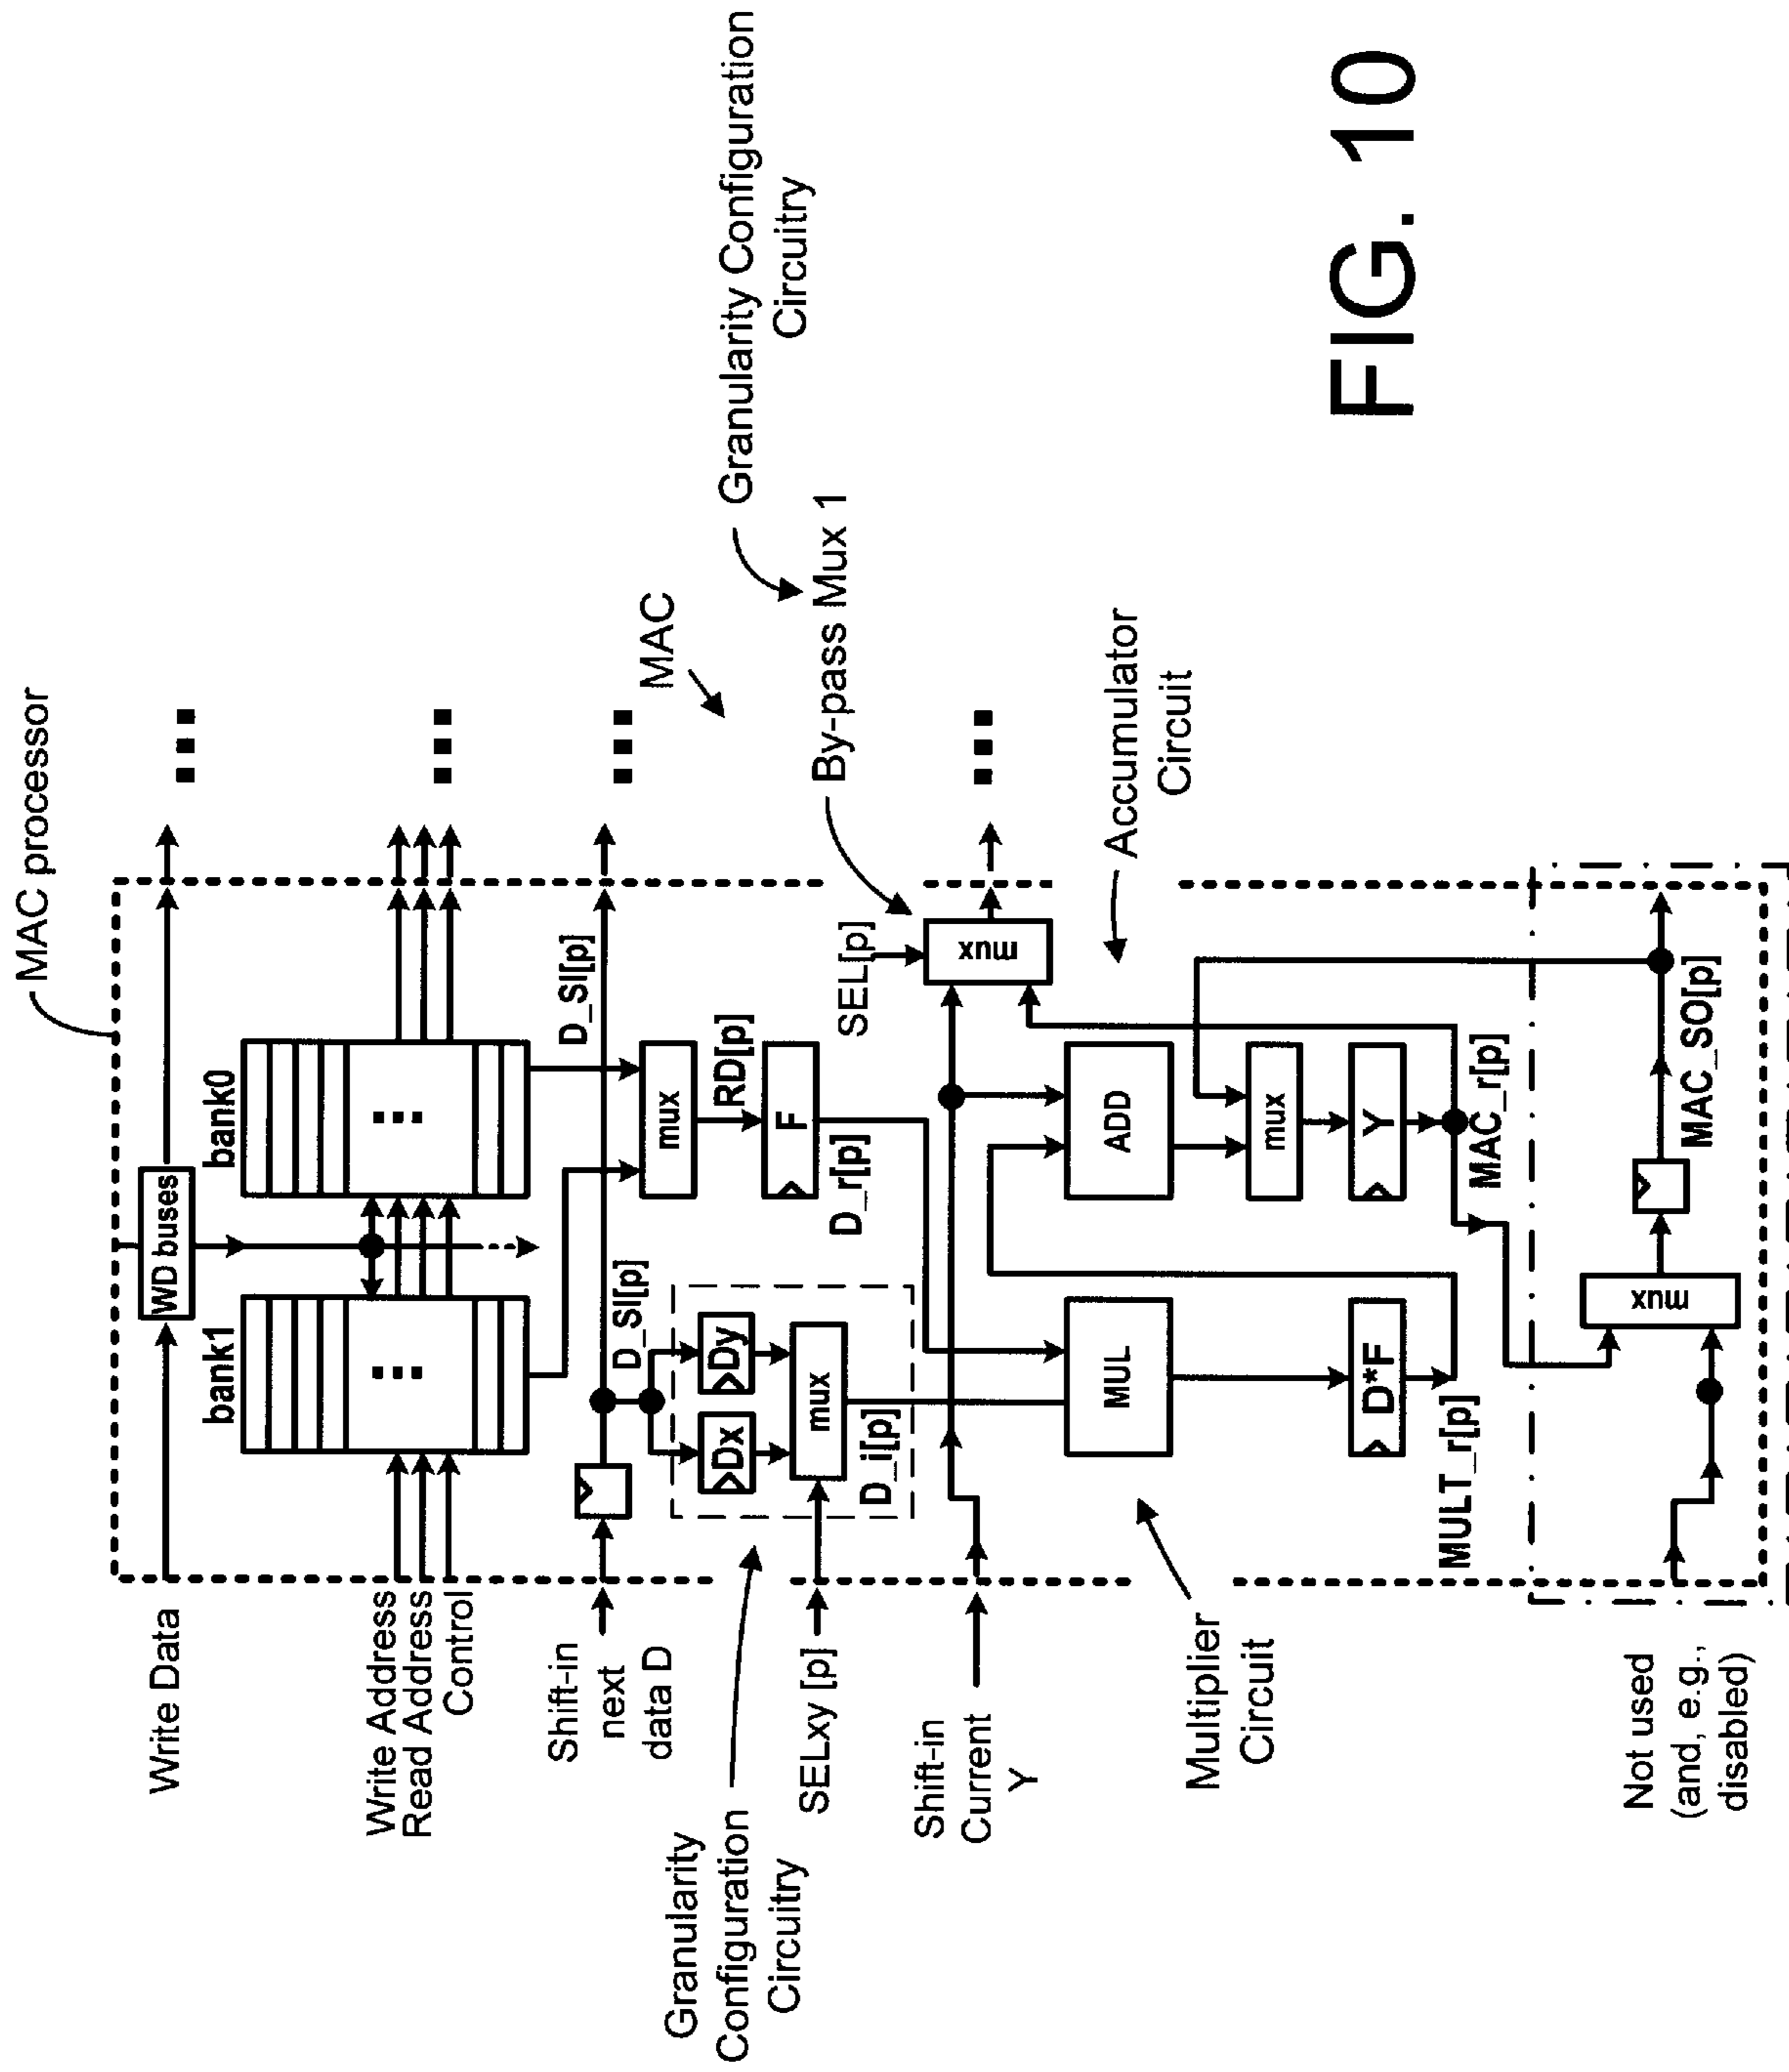 MAC processor
Write Data
WD buses
bank1
bank0
Write Address
Read Address
Control
Shift-in
next
data D
D_SI[p]
D_SI[p]
MAC
Granularity
Configuration
Circuitry
Dx
Dy
mux
SELxy [p]
D_i[p]
mux
RD[p]
F
D_r[p]
SEL[p]
mux
By-pass Mux 1
Granularity Configuration
Circuitry
Shift-in
Current
Y
MUL
ADD
Multiplier
Circuit
Accumulator
Circuit
D*F
MULT_r[p]
mux
Y
MAC_r[p]
mux
MAC_SO[p]
Not used
(and, e.g.,
disabled)
FIG. 10